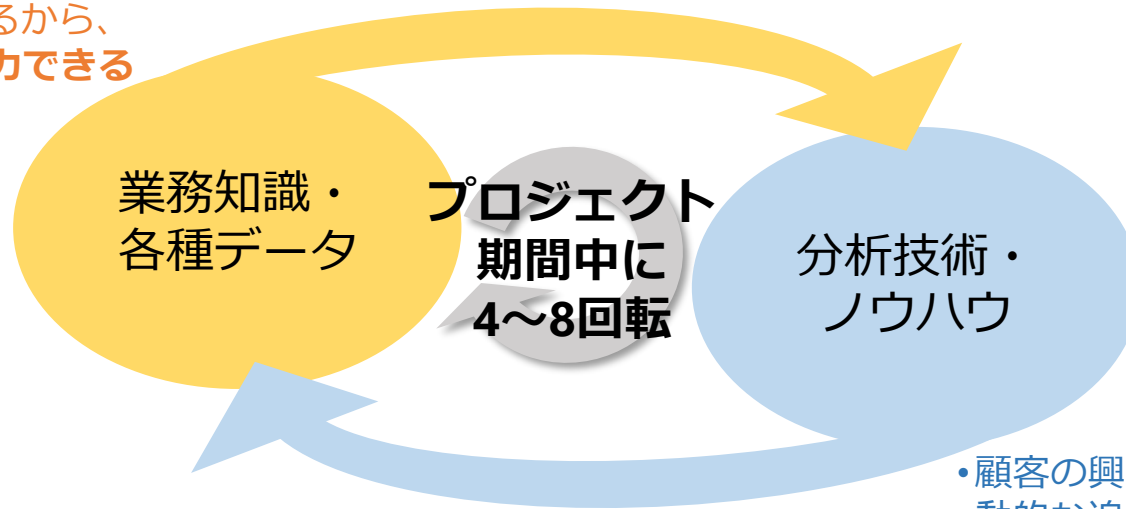 るから、
力できる
業務知識・
各種データ
プロジェクト
期間中に
4～8回転
分析技術・
ノウハウ
•顧客の興